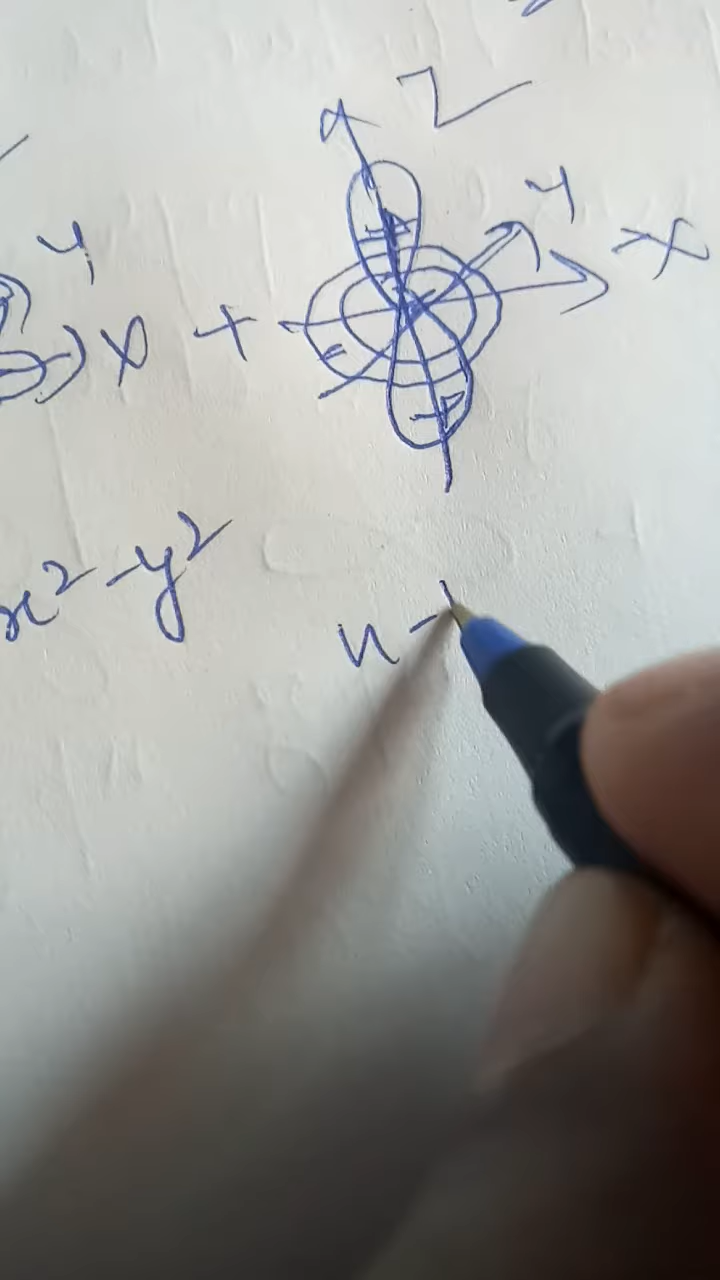 Z
y
y X
X +
+
+
-
x² - y²
n -